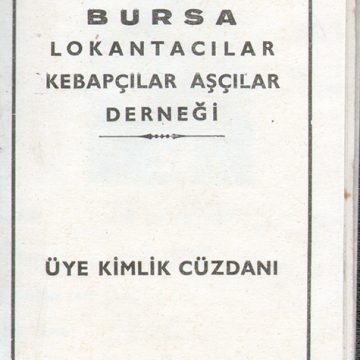 BURSA
LOKANTACILAR
KEBAPÇILAR AŞÇILAR
DERNEĞİ
ÜYE KİMLİK CÜZDANI